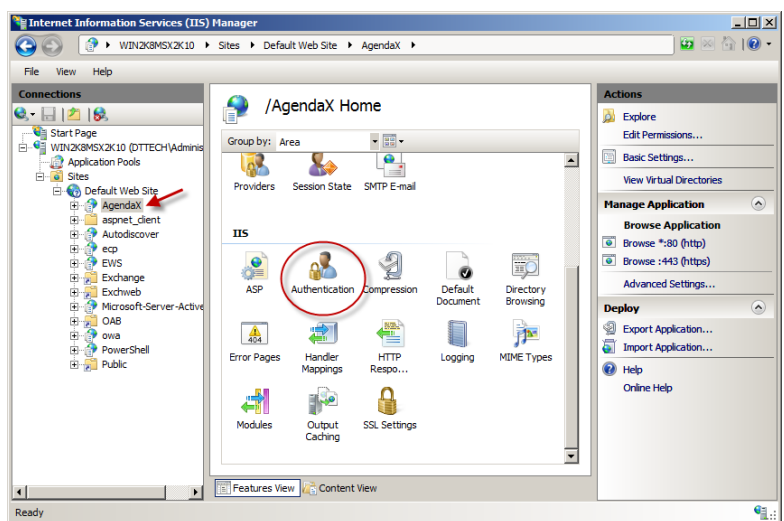 Internet Information Services (IIS) Manager
WIN2K8MSX2K10 Sites Default Web Site AgendaX
File View Help
Connections
Start Page
WIN2K8MSX2K10 (DTTECH\Adminis
Application Pools
Sites
Default Web Site
AgendaX
aspnet_client
Autodiscover
ecp
EWS
Exchange
Exchweb
Microsoft-Server-Active
OAB
owa
PowerShell
Public
/AgendaX Home
Group by: Area
Providers Session State SMTP E-mail
IIS
ASP Authentication Compression Default Document Directory Browsing
404
Error Pages Handler Mappings HTTP Respo... Logging MIME Types
Modules Output Caching SSL Settings
Features View Content View
Actions
Explore
Edit Permissions...
Basic Settings...
View Virtual Directories
Manage Application
Browse Application
Browse *:80 (http)
Browse :443 (https)
Advanced Settings...
Deploy
Export Application...
Import Application...
Help
Online Help
Ready